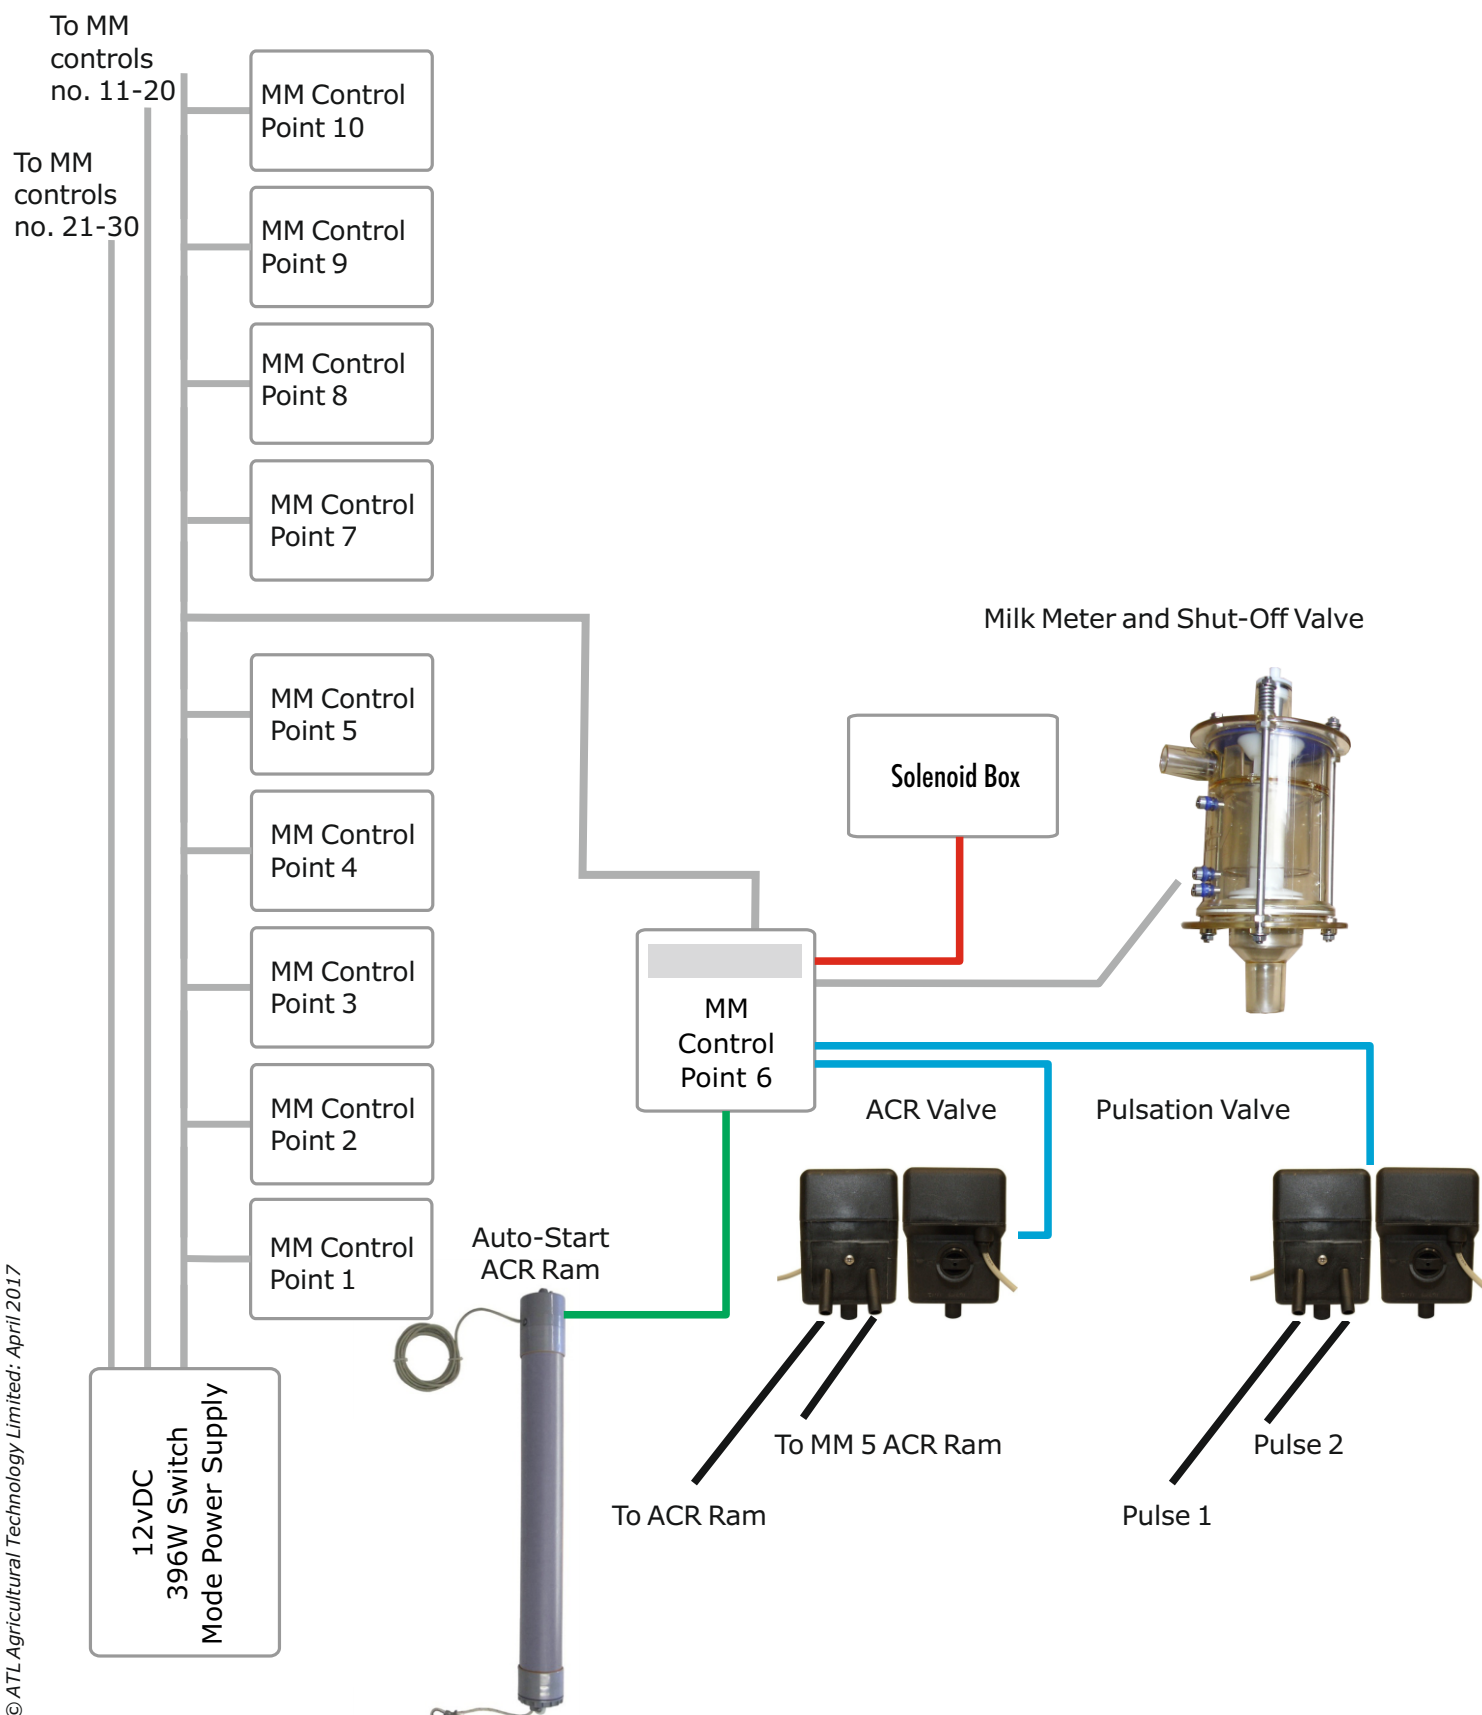 To MM
controls
no. 11-20
To MM
controls
no. 21-30
MM Control
Point 10
MM Control
Point 9
MM Control
Point 8
MM Control
Point 7
MM Control
Point 5
MM Control
Point 4
MM Control
Point 3
MM Control
Point 2
MM Control
Point 1
Milk Meter and Shut-Off Valve
Solenoid Box
MM
Control
Point 6
ACR Valve
Pulsation Valve
Auto-Start
ACR Ram
To MM 5 ACR Ram
To ACR Ram
Pulse 2
Pulse 1
12vDC
396W Switch
Mode Power Supply
© ATL Agricultural Technology Limited: April 2017